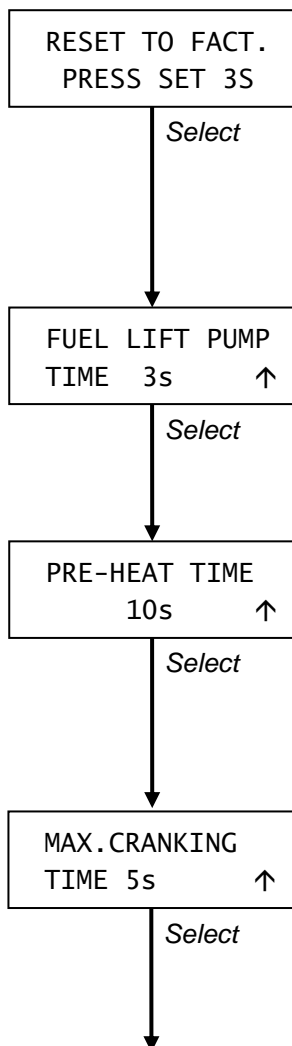 RESET TO FACT.
PRESS SET 3S
Select
FUEL LIFT PUMP
TIME 3s ↑
Select
PRE-HEAT TIME
10s ↑
Select
MAX.CRANKING
TIME 5s ↑
Select